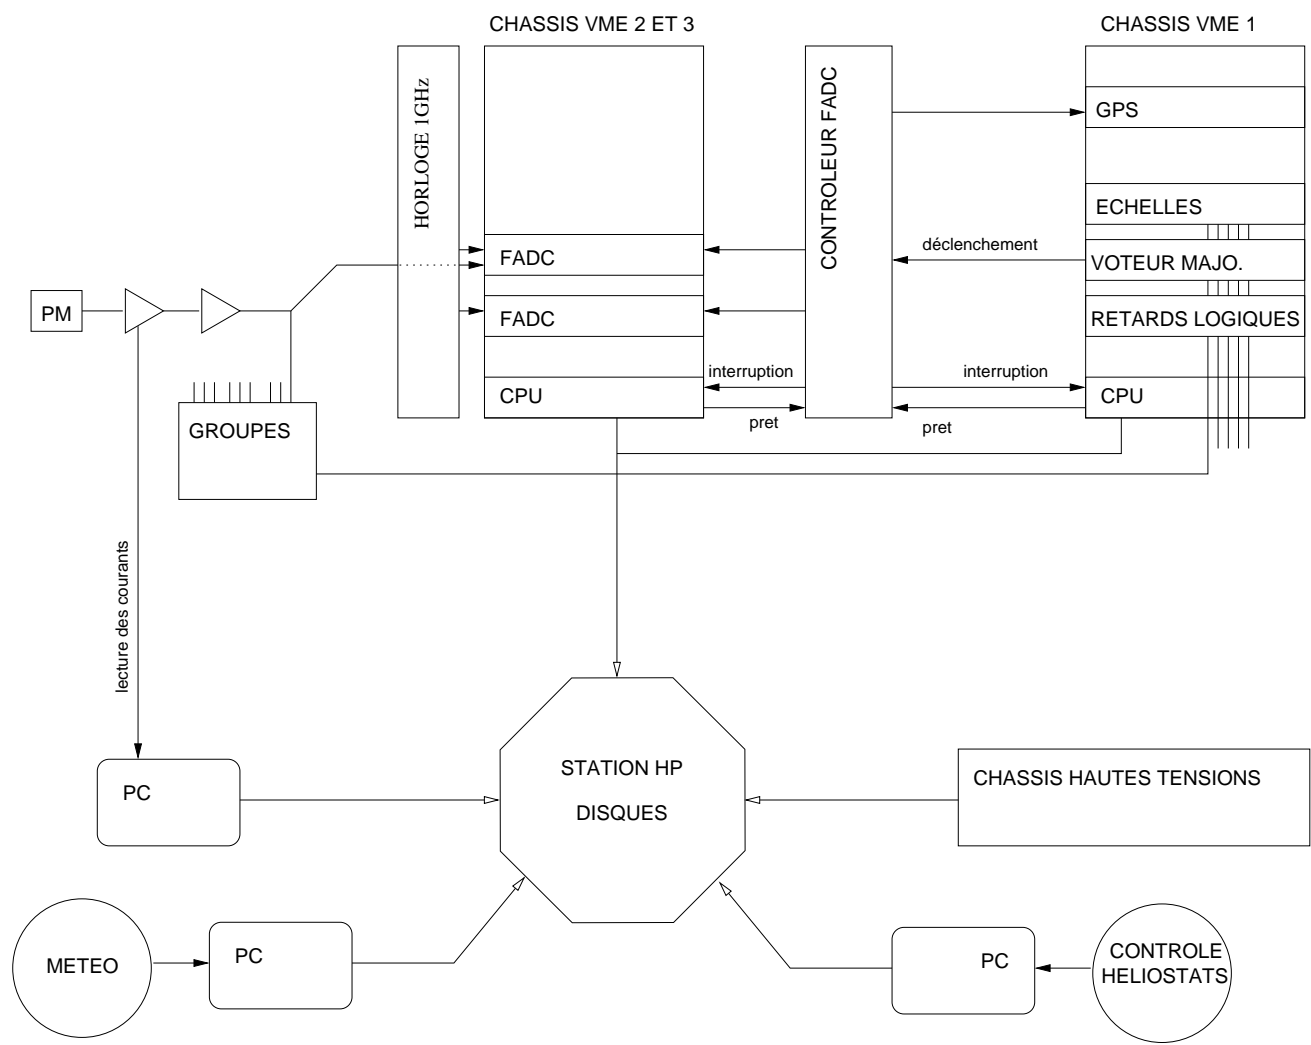 CHASSIS VME 2 ET 3
CHASSIS VME 1
HORLOGE 1GHz
CONTROLEUR FADC
GPS
ECHELLES
déclenchement
FADC
VOTEUR MAJO.
PM
FADC
RETARDS LOGIQUES
interruption
interruption
CPU
CPU
pret
pret
GROUPES
lecture des courants
PC
STATION HP
DISQUES
CHASSIS HAUTES TENSIONS
METEO
PC
PC
CONTROLE
HELIOSTATS